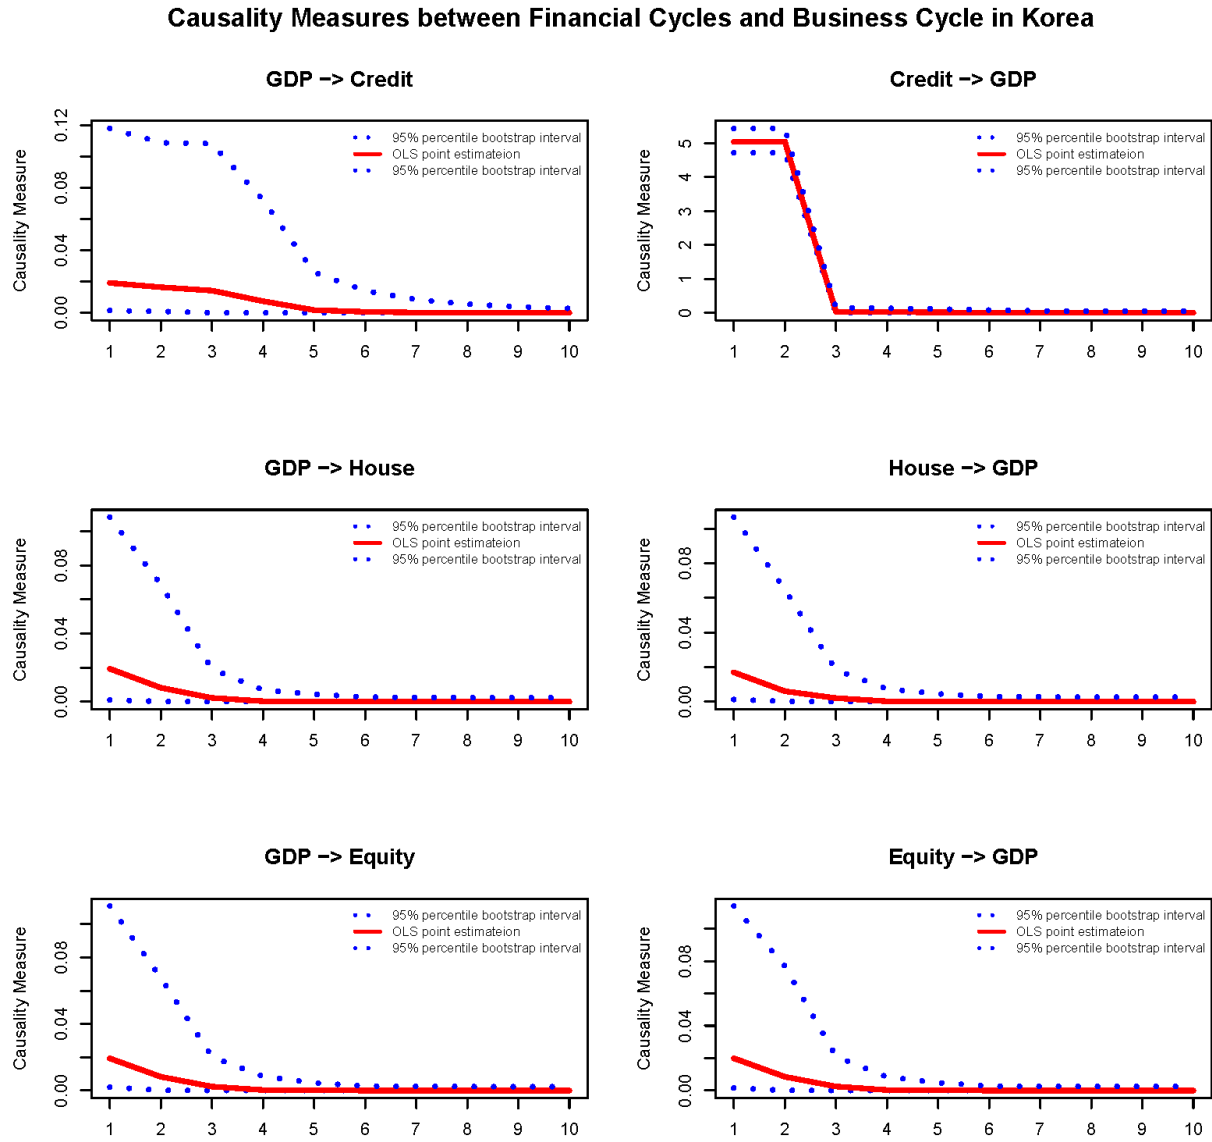 Causality Measures between Financial Cycles and Business Cycle in Korea
GDP −> Credit
Causality Measure
0.00
0.04
0.08
0.12
95% percentile bootstrap interval
OLS point estimateion
95% percentile bootstrap interval
1 2 3 4 5 6 7 8 9 10
Credit −> GDP
Causality Measure
0
1
2
3
4
5
95% percentile bootstrap interval
OLS point estimateion
95% percentile bootstrap interval
1 2 3 4 5 6 7 8 9 10
GDP −> House
Causality Measure
0.00
0.04
0.08
95% percentile bootstrap interval
OLS point estimateion
95% percentile bootstrap interval
1 2 3 4 5 6 7 8 9 10
House −> GDP
Causality Measure
0.00
0.04
0.08
95% percentile bootstrap interval
OLS point estimateion
95% percentile bootstrap interval
1 2 3 4 5 6 7 8 9 10
GDP −> Equity
Causality Measure
0.00
0.04
0.08
95% percentile bootstrap interval
OLS point estimateion
95% percentile bootstrap interval
1 2 3 4 5 6 7 8 9 10
Equity −> GDP
Causality Measure
0.00
0.04
0.08
95% percentile bootstrap interval
OLS point estimateion
95% percentile bootstrap interval
1 2 3 4 5 6 7 8 9 10